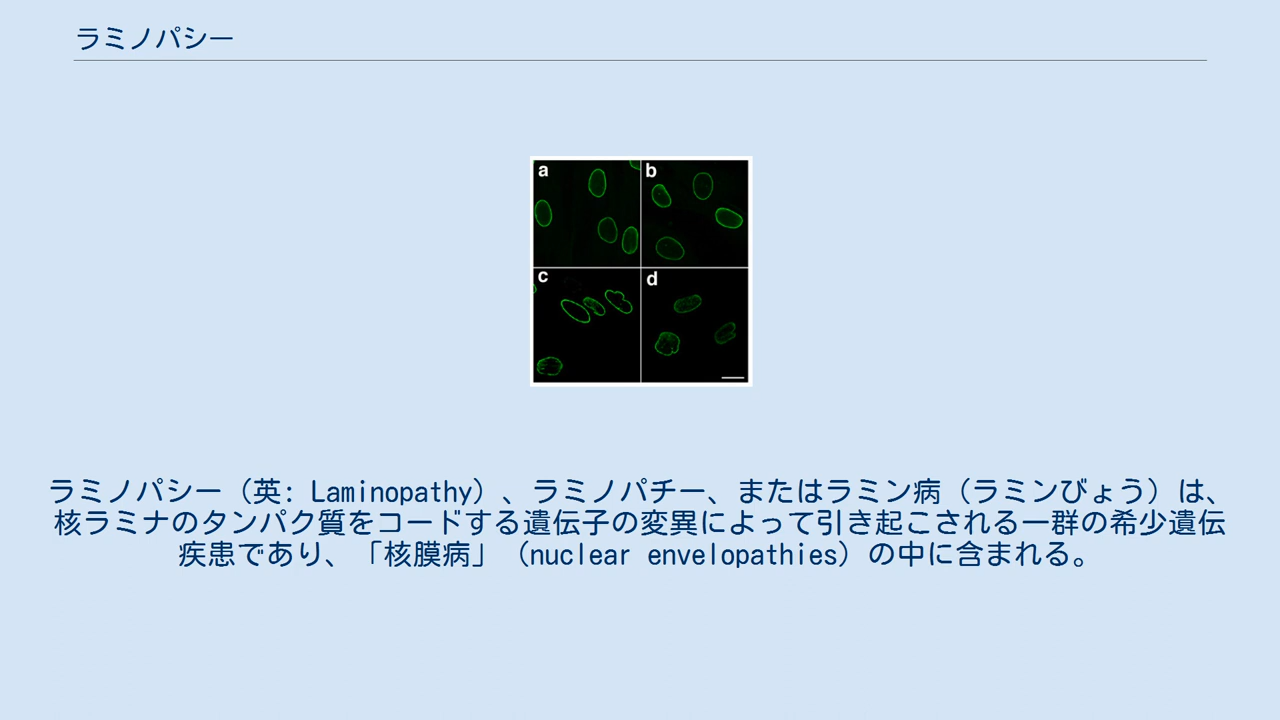 ラミノパシー
a
b
c
d
ラミノパシー（英: Laminopathy）、ラミノパチー、またはラミン病（ラミンびょう）は、
核ラミナのタンパク質をコードする遺伝子の変異によって引き起こされる一群の希少遺伝
疾患であり、「核膜病」（nuclear envelopathies）の中に含まれる。